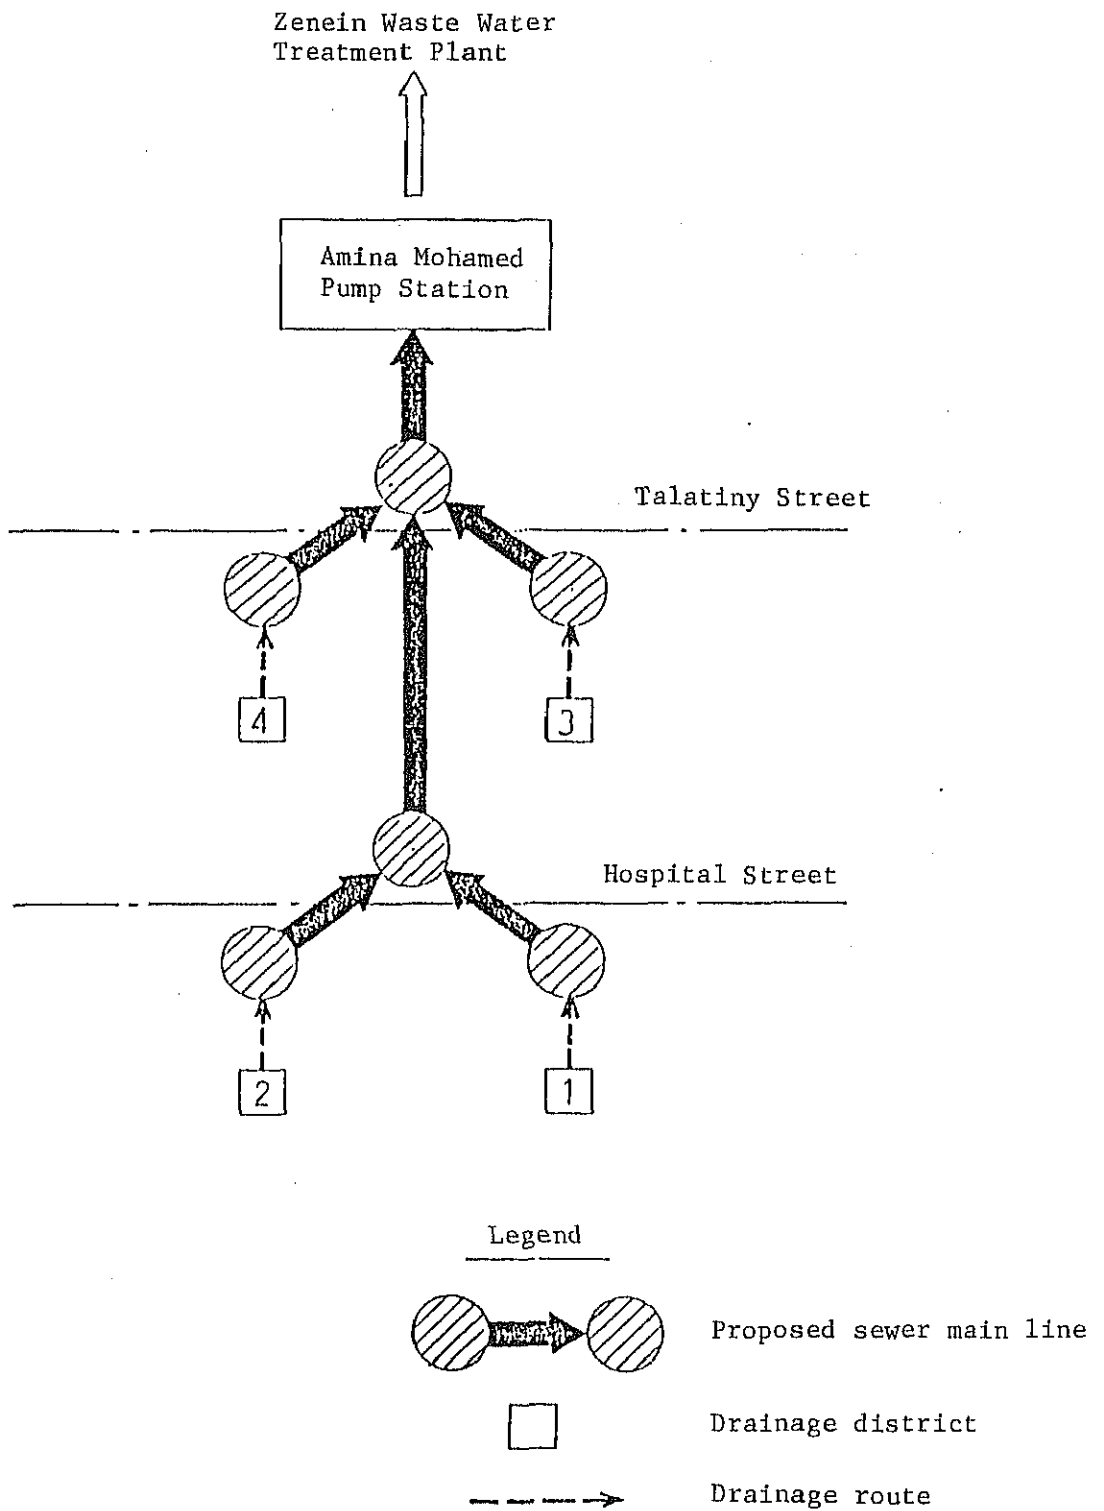 Zenein Waste Water
Treatment Plant
Amina Mohamed
Pump Station
Talatiny Street
4
3
Hospital Street
2
1
Legend
Proposed sewer main line
Drainage district
Drainage route